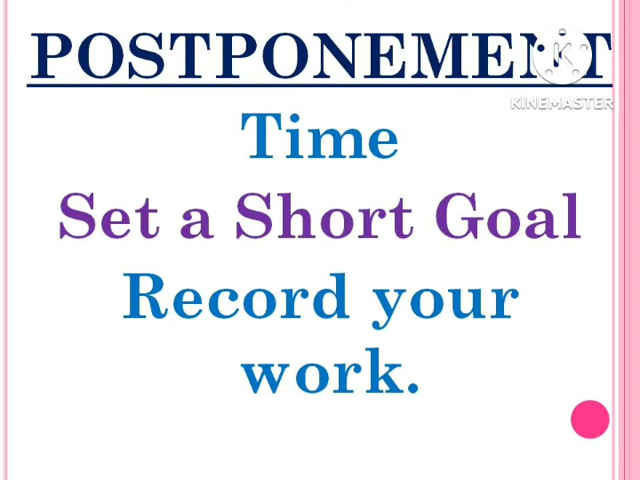 POSTPONEMENT
KINEMASTER
Time
Set a Short Goal
Record your
work.